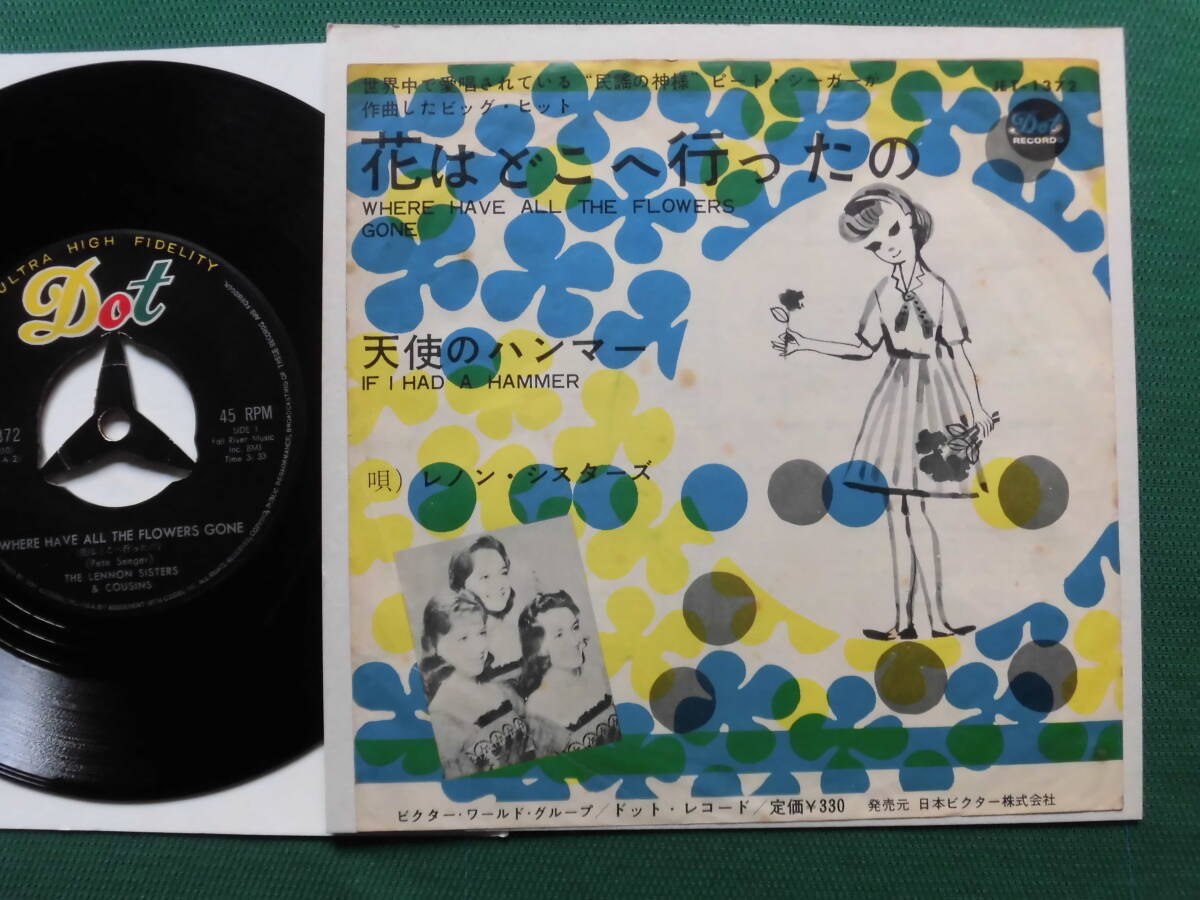 ULTRA HIGH FIDELITY
Dot
372
45 RPM
SIDE 1
Fall River Music
Inc. BMI
Time 3:33
WHERE HAVE ALL THE FLOWERS GONE
(Pete Seeger)
THE LENNON SISTERS
& COUSINS
世界中で愛唱されている“民謡の神様”ピート・シーガーが
作曲したビッグ・ヒット
JET-1372
Dot
RECORDS
花はどこへ行ったの
WHERE HAVE ALL THE FLOWERS
GONE
天使のハンマー
IF I HAD A HAMMER
唄）レノン・シスターズ
ビクター・ワールド・グループ／ドット・レコード／定価¥330 発売元 日本ビクター株式会社